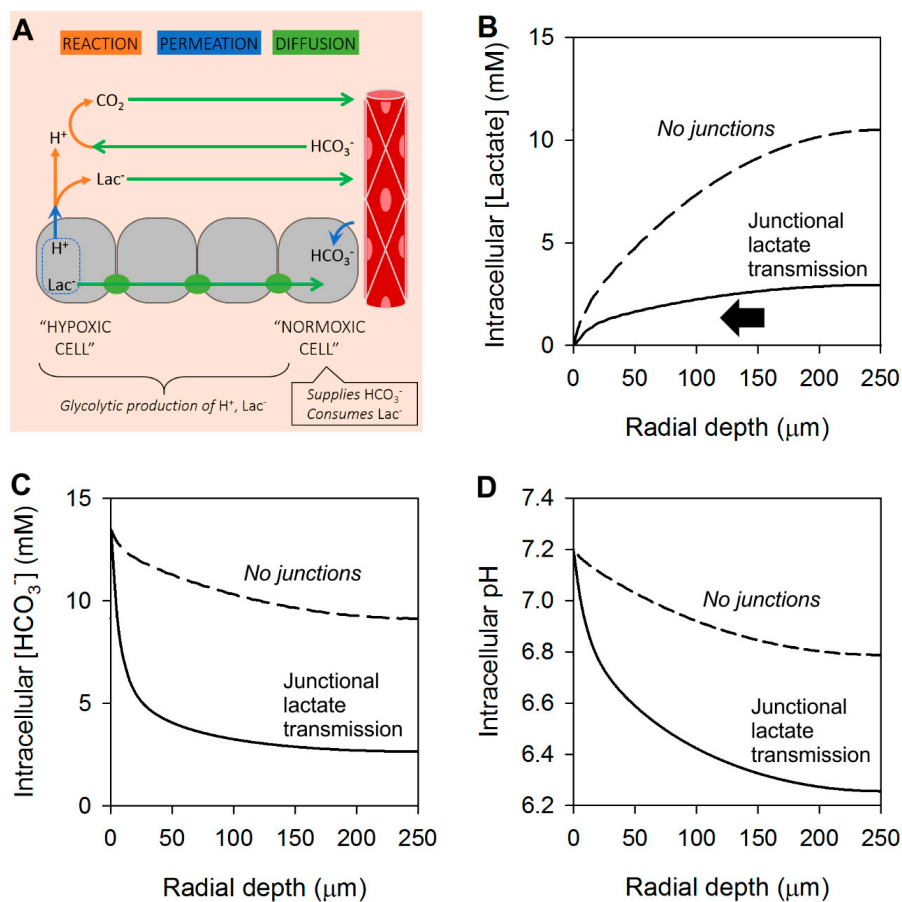 A
REACTION PERMEATION DIFFUSION
CO2
H+
HCO3-
Lac-
H+
HCO3-
Lac-
"HYPOXIC
CELL"
"NORMOXIC
CELL"
Glycolytic production of H+, Lac-
Supplies HCO3-
Consumes Lac-
B
Intracellular [Lactate] (mM)
15
10
5
0
No junctions
Junctional
lactate
transmission
0 50 100 150 200 250
Radial depth (μm)
C
Intracellular [HCO3-] (mM)
15
10
5
0
No junctions
Junctional
lactate
transmission
0 50 100 150 200 250
Radial depth (μm)
D
Intracellular pH
7.4
7.2
7.0
6.8
6.6
6.4
6.2
No junctions
Junctional
lactate
transmission
0 50 100 150 200 250
Radial depth (μm)